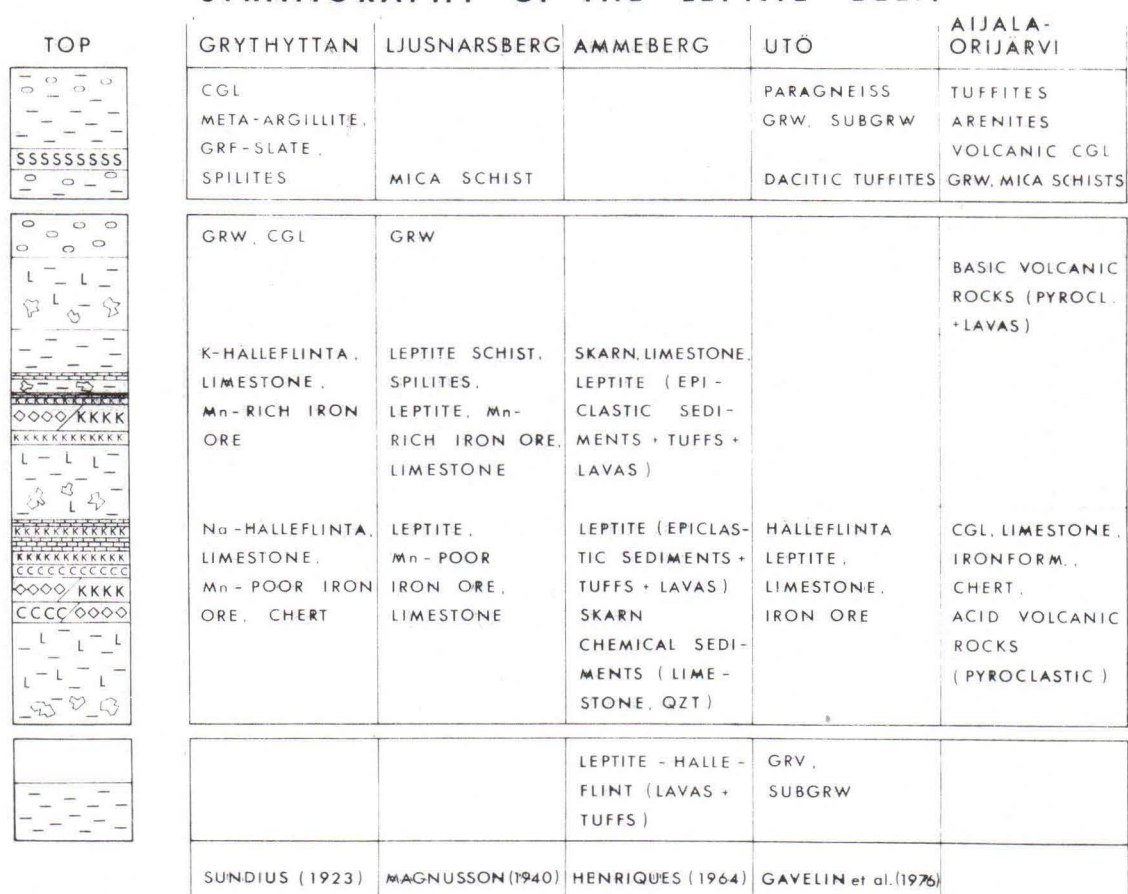 TOP
GRYTHYTTAN
LJUSNARSBERG
AMMEBERG
UTÖ
AIJALA-
ORIJÄRVI
SSSSSSSSS
CGL
META-ARGILLITE,
GRF-SLATE,
SPILITES
MICA SCHIST
PARAGNEISS
GRW, SUBGRW
DACITIC TUFFITES
TUFFITES
ARENITES
VOLCANIC CGL
GRW, MICA SCHISTS
GRW, CGL
K-HÄLLEFLINTA,
LIMESTONE,
Mn-RICH IRON
ORE
Na-HÄLLEFLINTA,
LIMESTONE,
Mn-POOR IRON
ORE, CHERT
GRW
LEPTITE SCHIST,
SPILITES,
LEPTITE, Mn-
RICH IRON ORE,
LIMESTONE
LEPTITE,
Mn-POOR
IRON ORE,
LIMESTONE
SKARN, LIMESTONE,
LEPTITE (EPI-
CLASTIC SEDI-
MENTS + TUFFS +
LAVAS)
LEPTITE (EPICLAS-
TIC SEDIMENTS +
TUFFS + LAVAS)
SKARN
CHEMICAL SEDI-
MENTS (LIME-
STONE, QZT)
HÄLLEFLINTA
LEPTITE,
LIMESTONE,
IRON ORE
BASIC VOLCANIC
ROCKS (PYROCL.
+LAVAS)
CGL, LIMESTONE,
IRONFORM.,
CHERT,
ACID VOLCANIC
ROCKS
(PYROCLASTIC)
LEPTITE - HALLE-
FLINT (LAVAS +
TUFFS)
GRV,
SUBGRW
SUNDIUS (1923)
MAGNUSSON (1940)
HENRIQUES (1964)
GAVELIN et al. (1976)